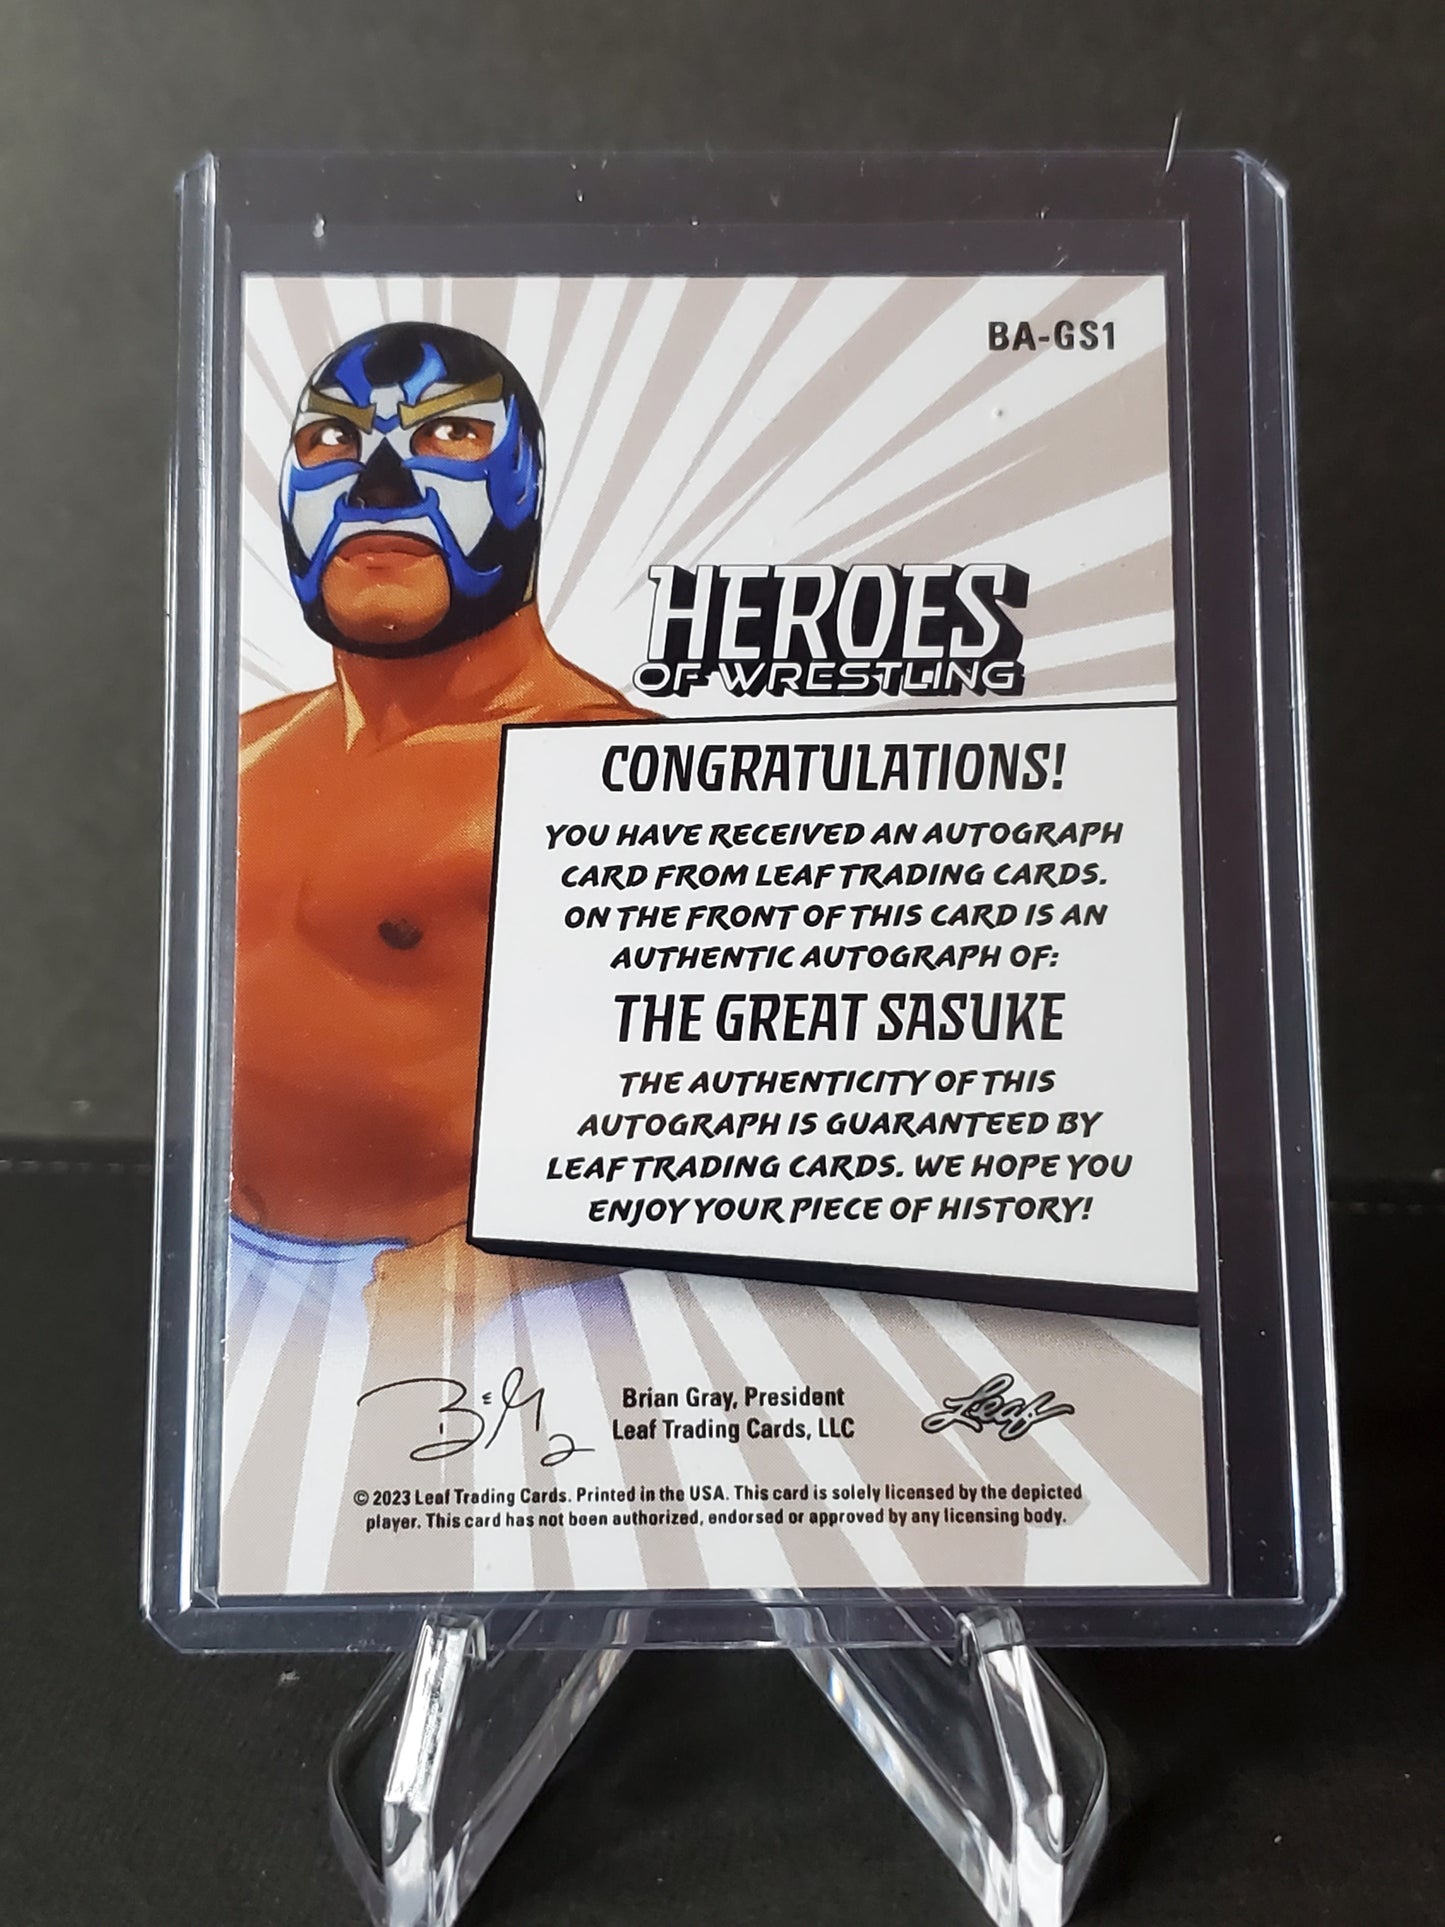 BA-GS1
HEROES
OF WRESTLING
CONGRATULATIONS!
YOU HAVE RECEIVED AN AUTOGRAPH
CARD FROM LEAF TRADING CARDS.
ON THE FRONT OF THIS CARD IS AN
AUTHENTIC AUTOGRAPH OF:
THE GREAT SASUKE
THE AUTHENTICITY OF THIS
AUTOGRAPH IS GUARANTEED BY
LEAF TRADING CARDS. WE HOPE YOU
ENJOY YOUR PIECE OF HISTORY!
Brian Gray, President
Leaf Trading Cards, LLC
Leaf
© 2023 Leaf Trading Cards. Printed in the USA. This card is solely licensed by the depicted
player. This card has not been authorized, endorsed or approved by any licensing body.